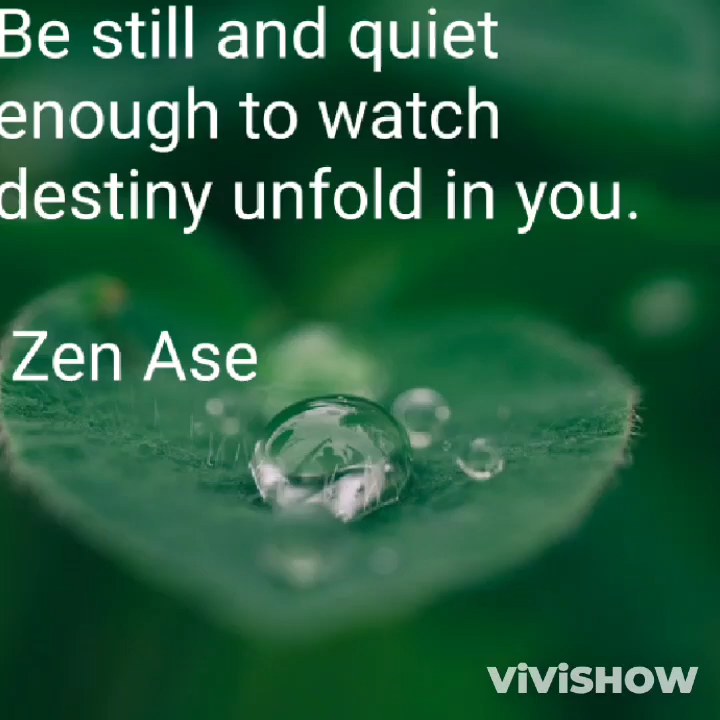 Be still and quiet
enough to watch
destiny unfold in you.
Zen Ase
ViViSHOW